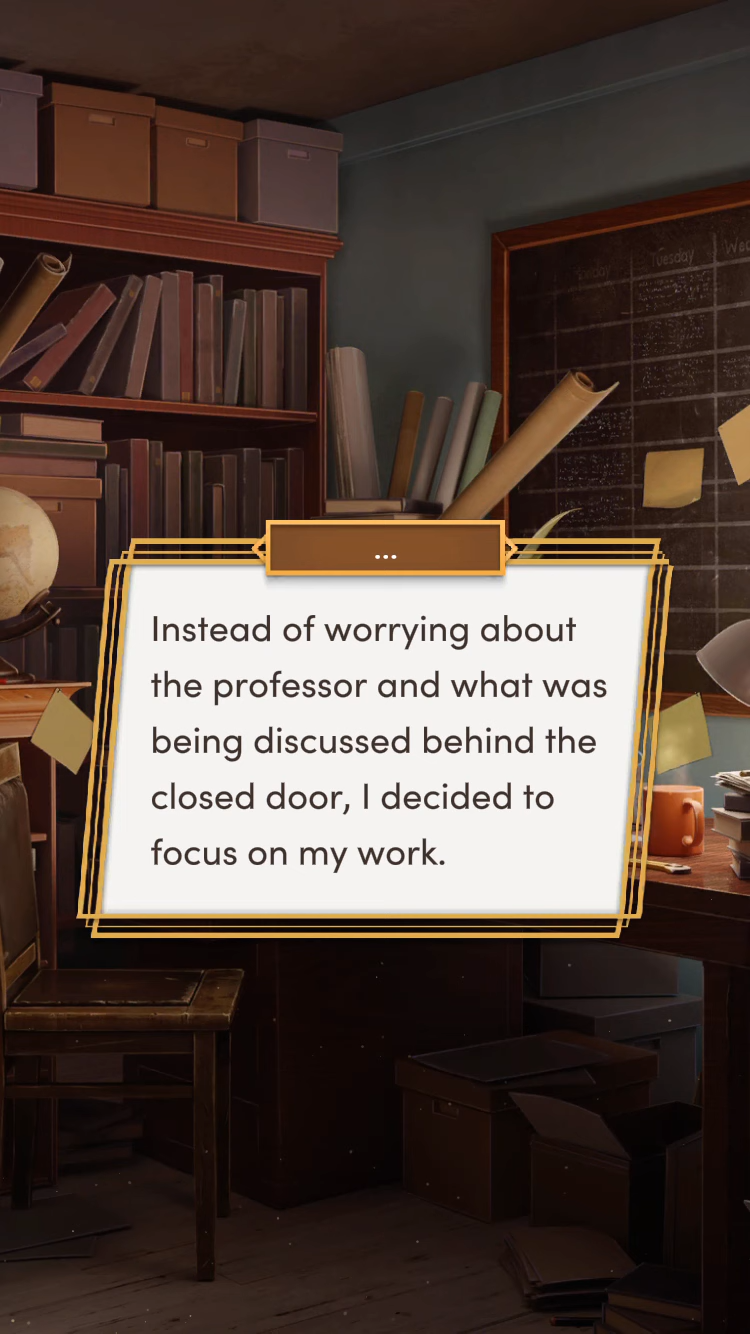 Tuesday
...
Instead of worrying about
the professor and what was
being discussed behind the
closed door, I decided to
focus on my work.